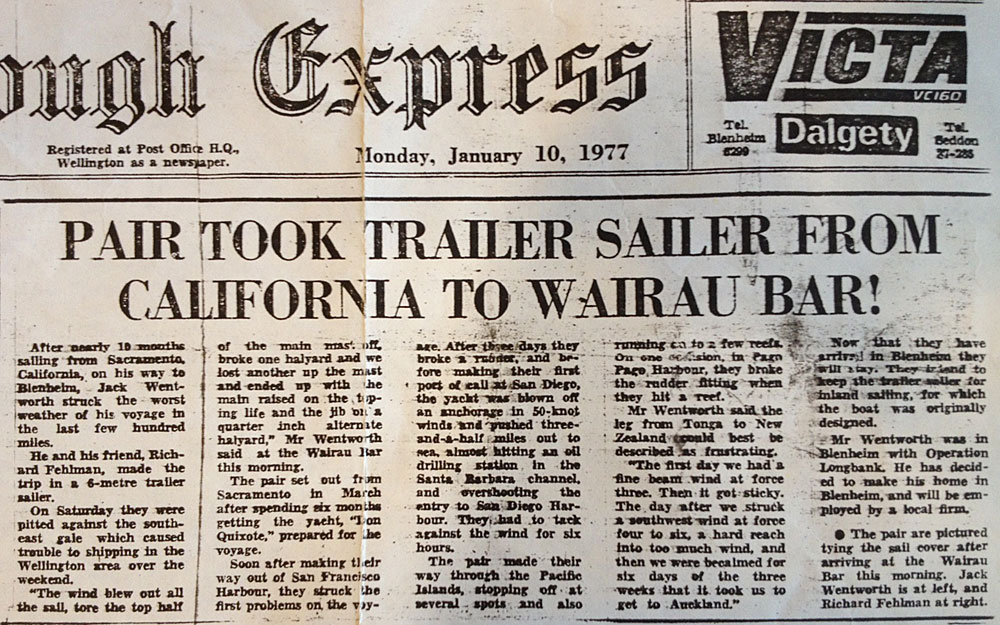 ough Express
Registered at Post Office H.Q.,
Wellington as a newspaper.
Monday, January 10, 1977
VICTA
VC160
Tel.
Blenheim
6299
Dalgety
Tel.
Seddon
27-285
PAIR TOOK TRAILER SAILER FROM
CALIFORNIA TO WAIRAU BAR!
After nearly 10 months
sailing from Sacramento,
California, on his way to
Blenheim, Jack Went-
worth struck the worst
weather of his voyage in
the last few hundred
miles.
He and his friend, Rich-
ard Fehlman, made the
trip in a 6-metre trailer
sailer.
On Saturday they were
pitted against the south-
east gale which caused
trouble to shipping in the
Wellington area over the
weekend.
"The wind blew out all
the sail, tore the top half
of the main mast off,
broke one halyard and we
lost another up the mast
and ended up with the
main raised on the top-
ing life and the jib on a
quarter inch alternate
halyard," Mr Wentworth
said at the Wairau Bar
this morning.
The pair set out from
Sacramento in March
after spending six months
getting the yacht, "Don
Quixote," prepared for the
voyage.
Soon after making their
way out of San Francisco
Harbour, they struck the
first problems on the voy-
age. After three days they
broke a rudder, and be-
fore making their first
port of call at San Diego,
the yacht was blown off
an anchorage in 50-knot
winds and pushed three-
and-a-half miles out to
sea, almost hitting an oil
drilling station in the
Santa Barbara channel,
and overshooting the
entry to San Diego Har-
bour. They had to tack
against the wind for six
hours.
The pair made their
way through the Pacific
Islands, stopping off at
several spots and also
running on to a few reefs.
On one occasion, in Pago
Pago Harbour, they broke
the rudder fitting when
they hit a reef.
Mr Wentworth said the
leg from Tonga to New
Zealand could best be
described as frustrating.
"The first day we had a
fine beam wind at force
three. Then it got sticky.
The day after we struck
a southwest wind at force
four to six, a hard reach
into too much wind, and
then we were becalmed for
six days of the three
weeks that it took us to
get to Auckland."
Now that they have
arrived in Blenheim they
will stay. They intend to
keep the trailer sailer for
inland sailing, for which
the boat was originally
designed.
Mr Wentworth was in
Blenheim with Operation
Longbank. He has decid-
ed to make his home in
Blenheim, and will be em-
ployed by a local firm.
● The pair are pictured
tying the sail cover after
arriving at the Wairau
Bar this morning. Jack
Wentworth is at left, and
Richard Fehlman at right.